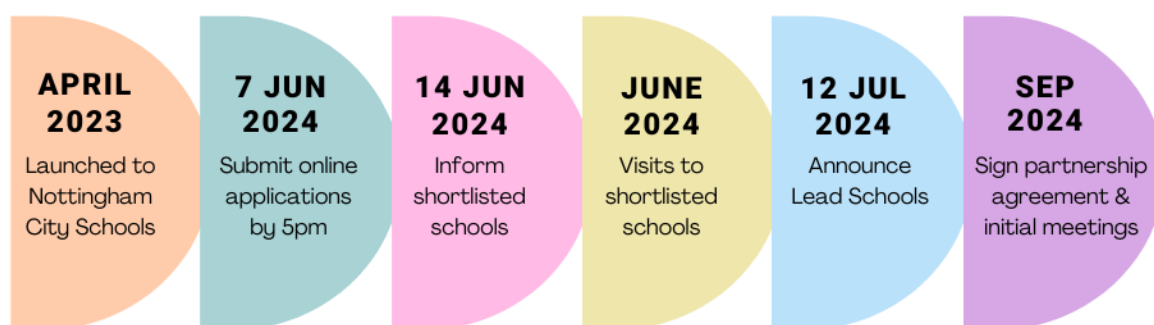 APRIL
2023
Launched to
Nottingham
City Schools
7 JUN
2024
Submit online
applications
by 5pm
14 JUN
2024
Inform
shortlisted
schools
JUNE
2024
Visits to
shortlisted
schools
12 JUL
2024
Announce
Lead Schools
SEP
2024
Sign partnership
agreement &
initial meetings